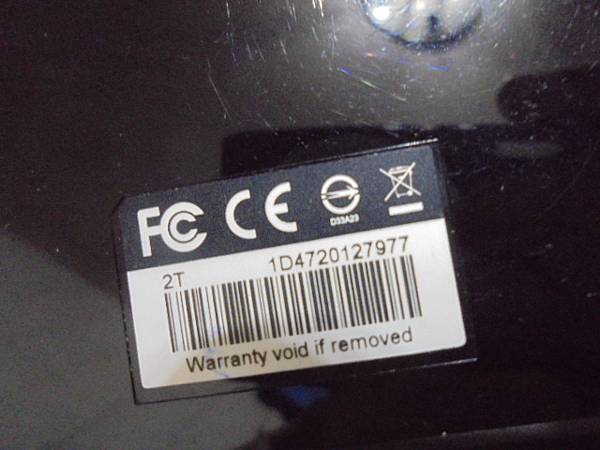 FC CE
D33A23
2T 1D4720127977
Warranty void if removed